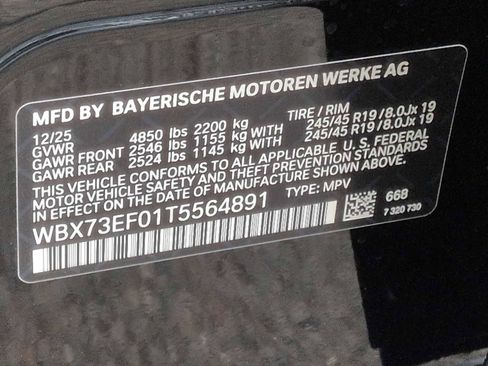 MFD BY BAYERISCHE MOTOREN WERKE AG
12/25 TIRE / RIM
GVWR 4850 lbs 2200 kg
GAWR FRONT 2546 lbs 1155 kg WITH 245/45 R19 / 8.0Jx 19
GAWR REAR 2524 lbs 1145 kg WITH 245/45 R19 / 8.0Jx 19
THIS VEHICLE CONFORMS TO ALL APPLICABLE U. S. FEDERAL
MOTOR VEHICLE SAFETY AND THEFT PREVENTION STANDARDS
IN EFFECT ON THE DATE OF MANUFACTURE SHOWN ABOVE.
WBX73EF01T5564891 TYPE: MPV
668
7 320 730